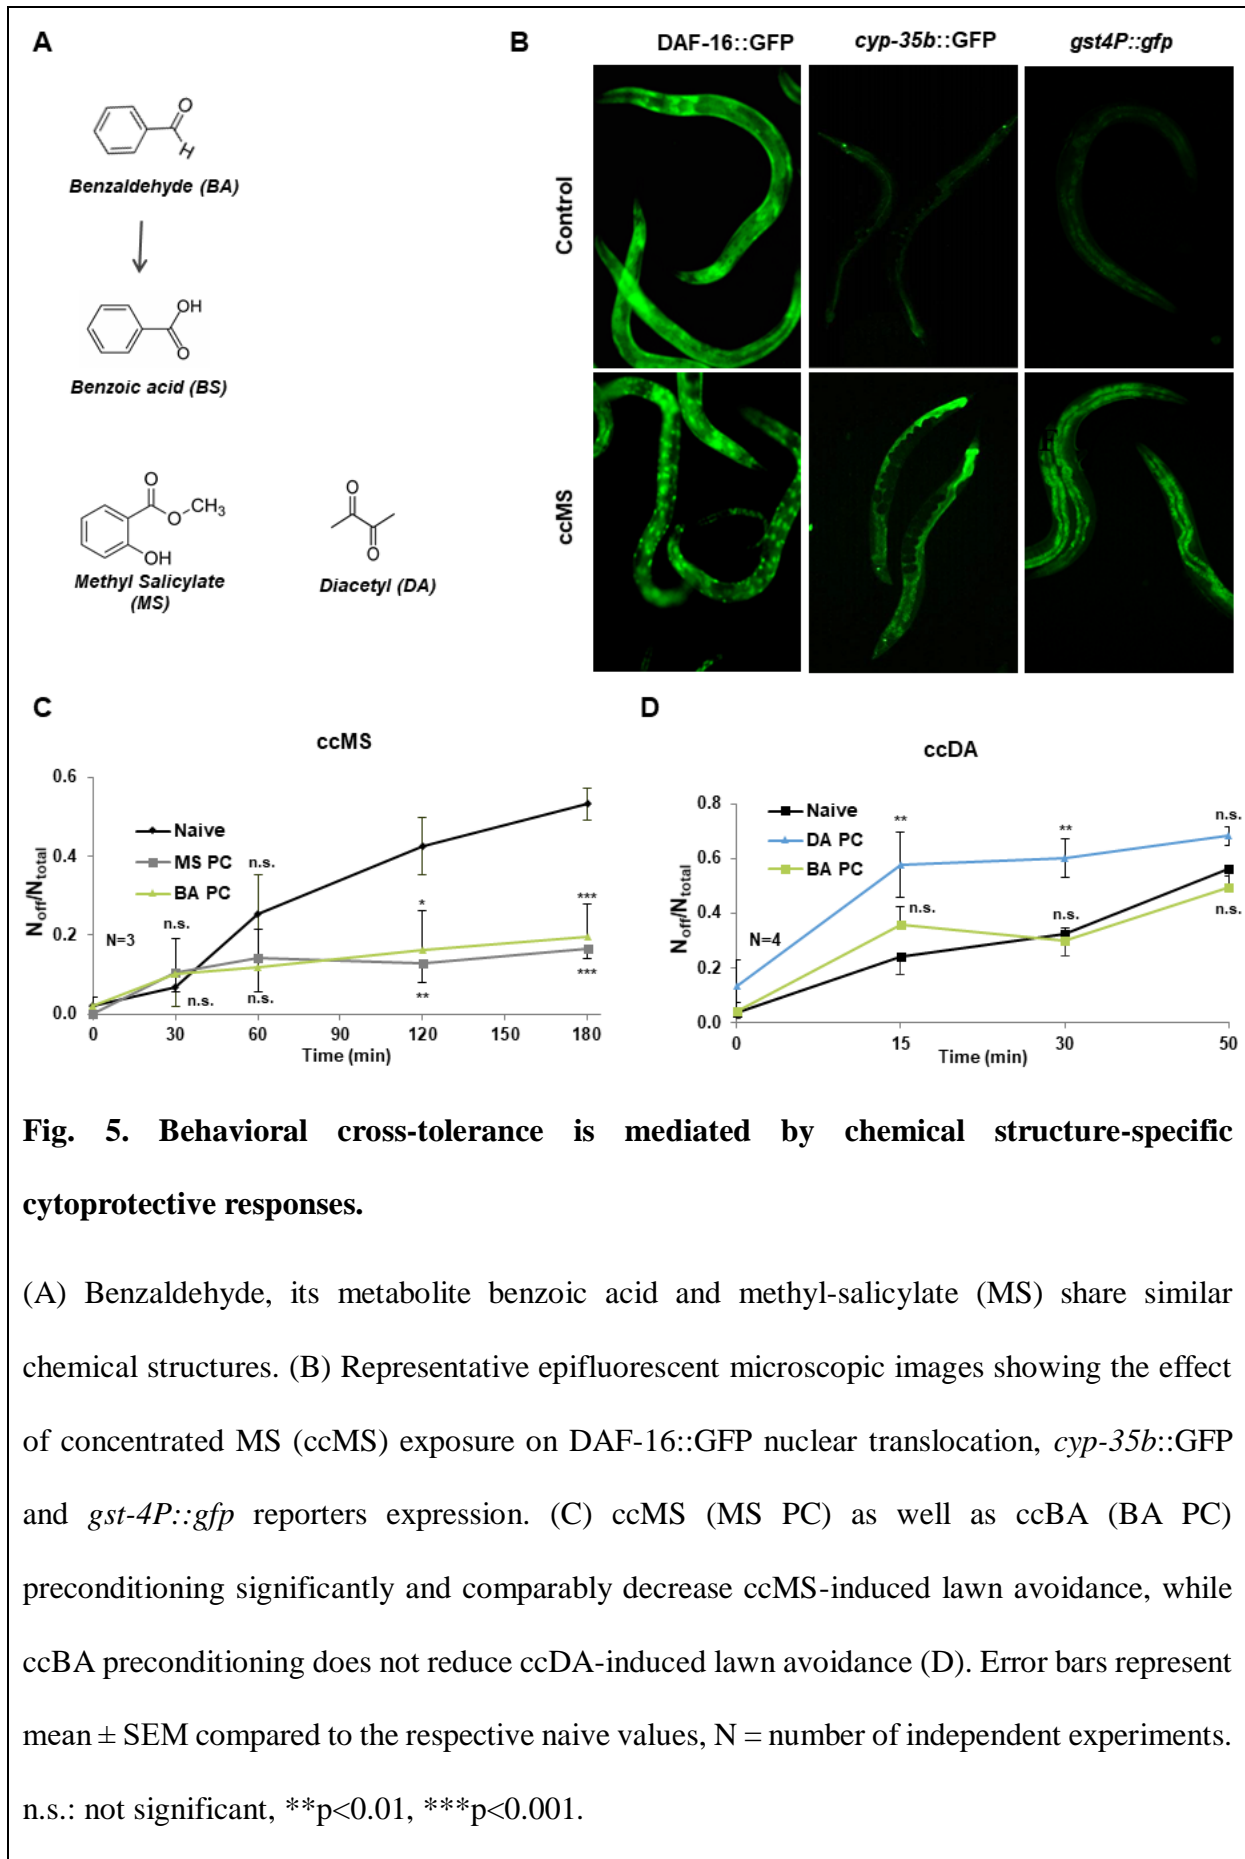 A
B
DAF-16::GFP
cyp-35b::GFP
gst4P::gfp
Control
ccMS
O
H
Benzaldehyde (BA)
OH
O
Benzoic acid (BS)
O
O
CH3
OH
Methyl Salicylate
(MS)
O
O
Diacetyl (DA)
C
ccMS
Noff/Ntotal
0.6
0.4
0.2
0.0
Naive
MS PC
BA PC
N=3
n.s.
n.s.
n.s.
n.s.
*
**
***
***
0 30 60 90 120 150 180
Time (min)
D
ccDA
Noff/Ntotal
0.8
0.6
0.4
0.2
0.0
Naive
DA PC
BA PC
N=4
**
n.s.
**
n.s.
n.s.
n.s.
0 15 30 50
Time (min)
Fig. 5. Behavioral cross-tolerance is mediated by chemical structure-specific
cytoprotective responses.
(A) Benzaldehyde, its metabolite benzoic acid and methyl-salicylate (MS) share similar
chemical structures. (B) Representative epifluorescent microscopic images showing the effect
of concentrated MS (ccMS) exposure on DAF-16::GFP nuclear translocation, cyp-35b::GFP
and gst-4P::gfp reporters expression. (C) ccMS (MS PC) as well as ccBA (BA PC)
preconditioning significantly and comparably decrease ccMS-induced lawn avoidance, while
ccBA preconditioning does not reduce ccDA-induced lawn avoidance (D). Error bars represent
mean ± SEM compared to the respective naive values, N = number of independent experiments.
n.s.: not significant, **p<0.01, ***p<0.001.